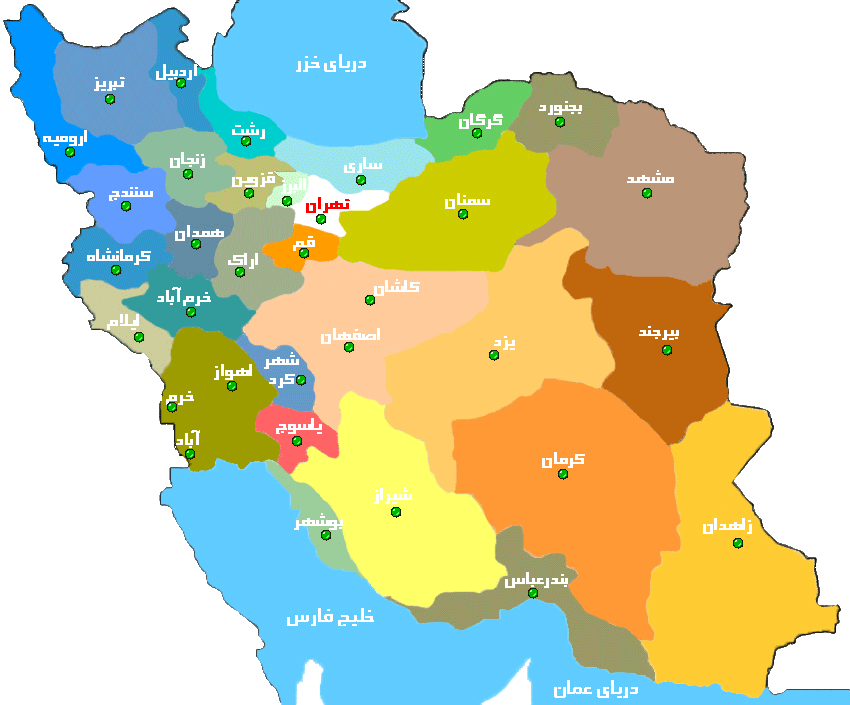 دریای خزر
اردبیل
تبریز
بجنورد
گرگان
رشت
ارومیه
زنجان
ساری
مشهد
قزوین
البرز
سنندج
سمنان
تهران
همدان
قم
کرمانشاه
اراک
کاشان
خرم آباد
ایلام
اصفهان
بیرجند
یزد
شهر
کرد
اهواز
خرم
یاسوج
آباد
کرمان
شیراز
بوشهر
زاهدان
بندرعباس
خلیج فارس
دریای عمان